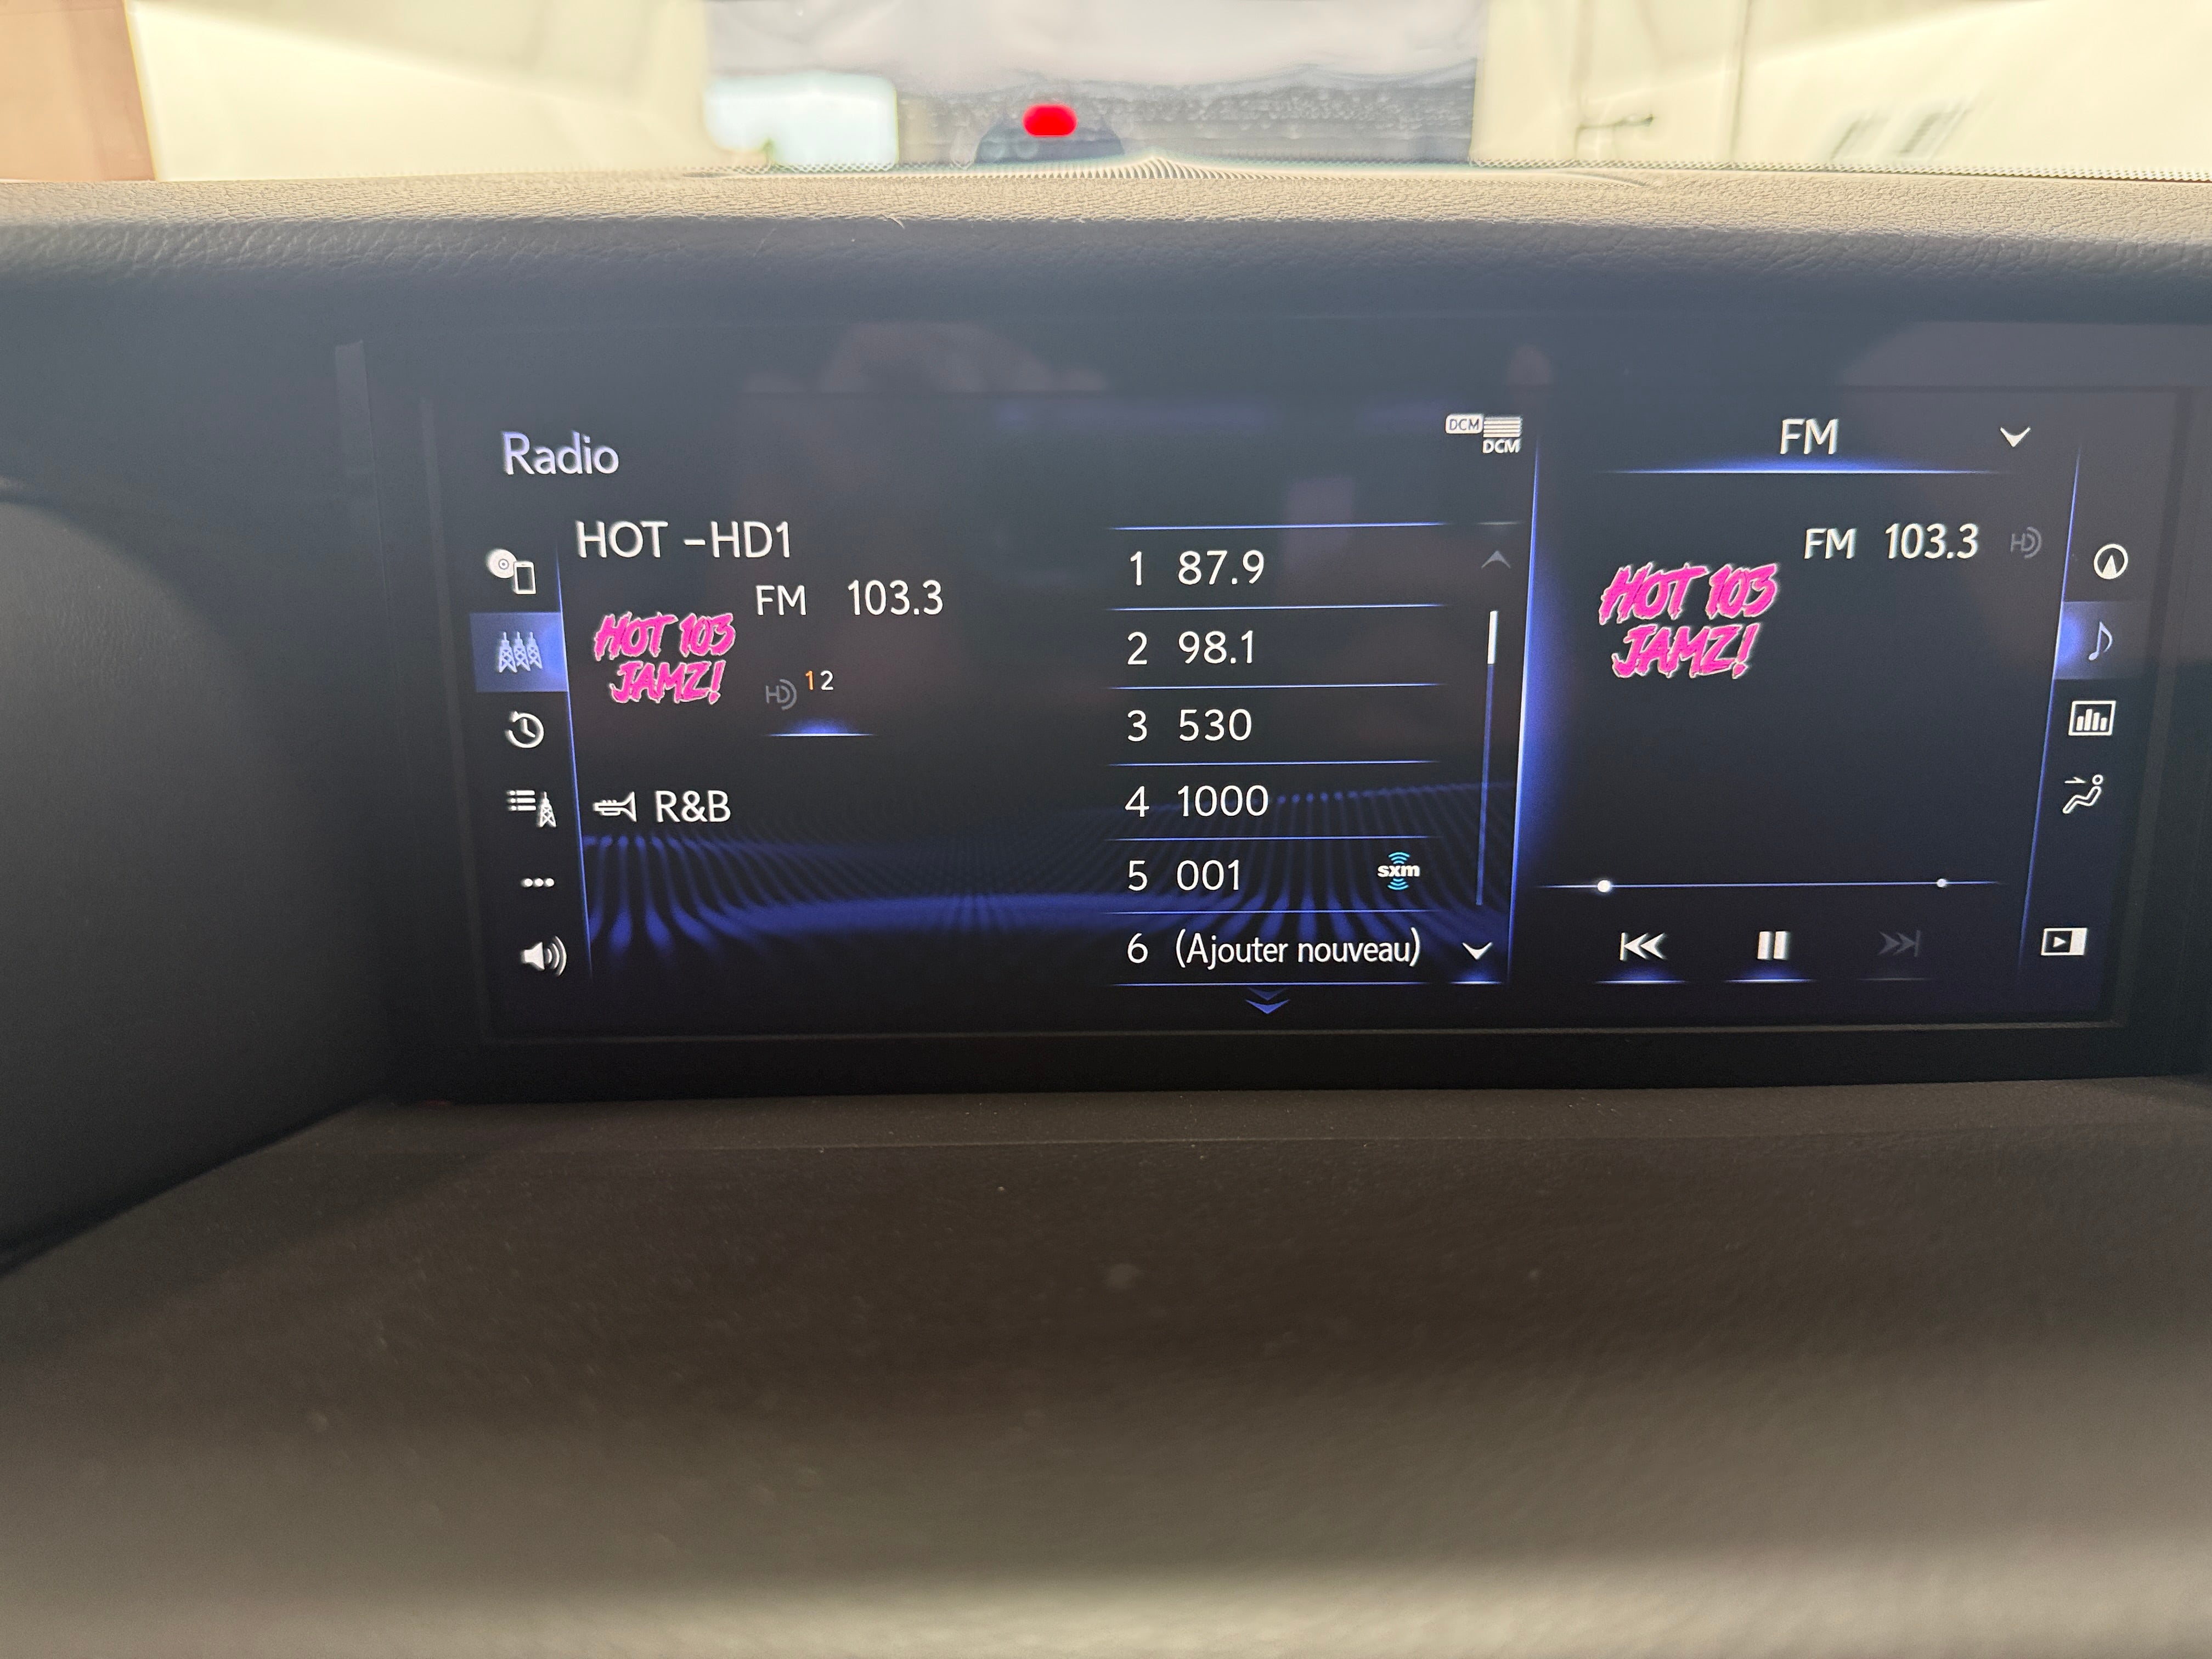 Radio
DCM
DCM
HOT -HD1
FM 103.3
HOT 103
JAMZ!
HD 1 2
R&B
1 87.9
2 98.1
3 530
4 1000
5 001 sxm
6 (Ajouter nouveau)
FM
FM 103.3 HD
HOT 103
JAMZ!